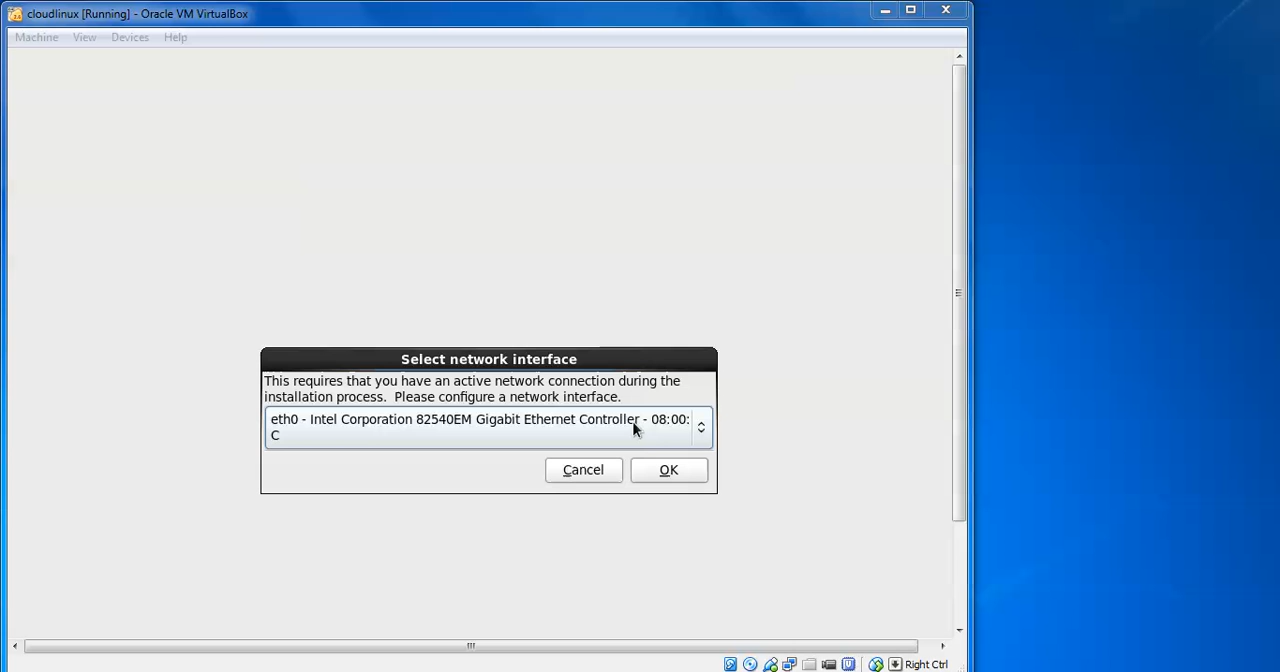 cloudlinux [Running] - Oracle VM VirtualBox
Machine View Devices Help
Select network interface
This requires that you have an active network connection during the
installation process.  Please configure a network interface.
eth0 - Intel Corporation 82540EM Gigabit Ethernet Controller - 08:00:
C
Cancel OK
Right Ctrl